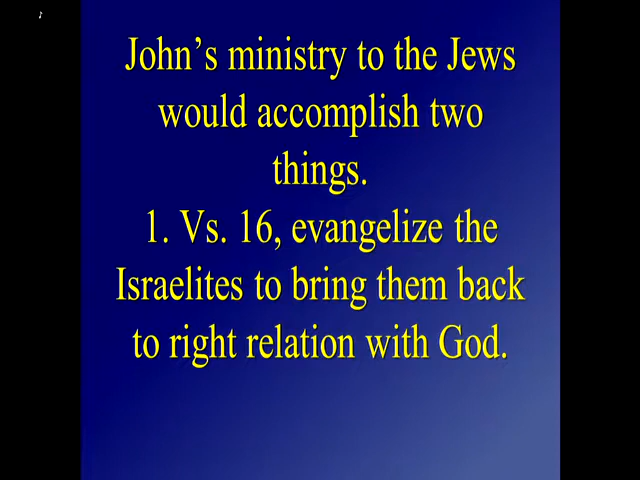 John’s ministry to the Jews
would accomplish two
things.
1. Vs. 16, evangelize the
Israelites to bring them back
to right relation with God.